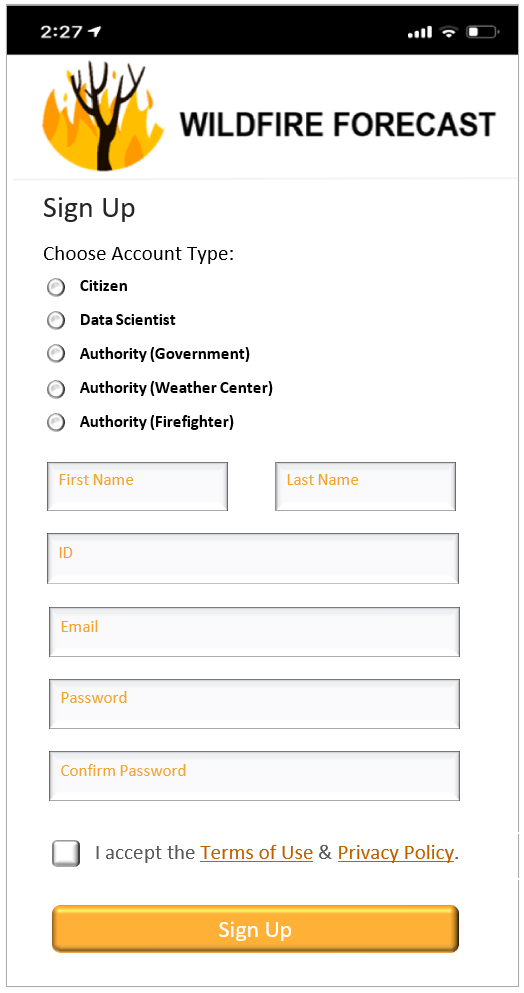 2:27
WILDFIRE FORECAST
Sign Up
Choose Account Type:
Citizen
Data Scientist
Authority (Government)
Authority (Weather Center)
Authority (Firefighter)
First Name Last Name
ID
Email
Password
Confirm Password
I accept the Terms of Use & Privacy Policy.
Sign Up